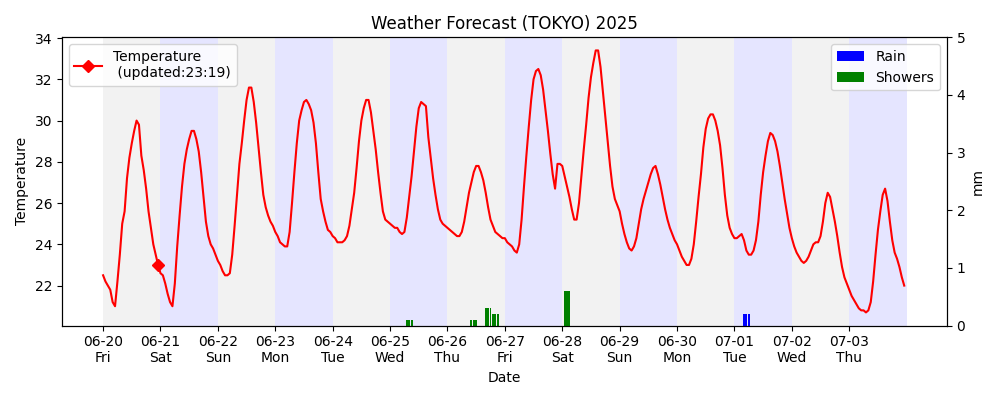 Weather Forecast (TOKYO) 2025
Temperature
(updated:23:19)
Rain
Showers
34
32
30
28
26
24
22
Temperature
5
4
3
2
1
0
mm
06-20 06-21 06-22 06-23 06-24 06-25 06-26 06-27 06-28 06-29 06-30 07-01 07-02 07-03
Fri Sat Sun Mon Tue Wed Thu Fri Sat Sun Mon Tue Wed Thu
Date